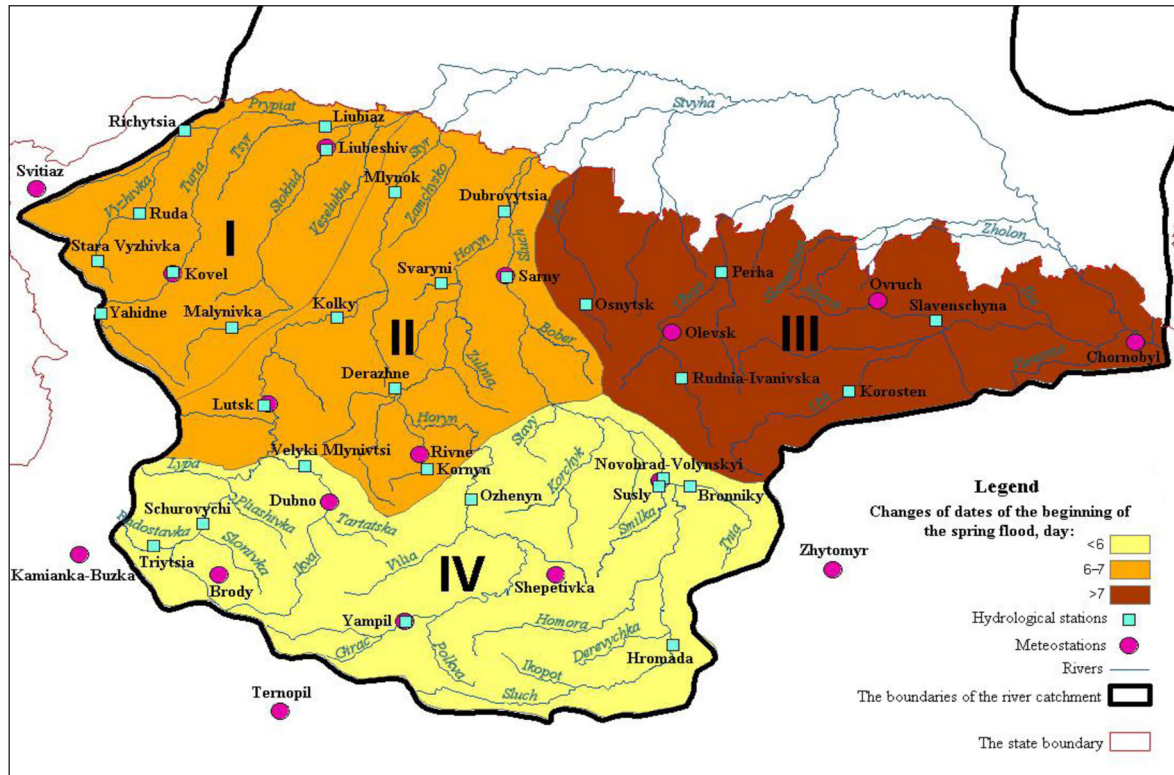 Stvyha
Prypiat
Liubiaz
Richytsia
Tsyr
Turia
Liubeshiv
Styr
Svitiaz
Mlynok
Stokhid
Veselukha
Zamchysko
Vyzhivka
Dubrovytsia
Ruda
Zholon
I
Horyn
Sluch
Stara Vyzhivka
Kovel
Svaryni
Sarny
Perha
Ovruch
Yahidne
Malynivka
Kolky
Osnytsk
Slavenschyna
II
Olevsk
III
Bober
Chornobyl
Zulnia
Derazhne
Rudnia-Ivanivska
Korosten
Lutsk
Horyn
Slavy
Rivne
Velyki Mlynivtsi
Kornyn
Lypa
Korchyk
Novohrad-Volynskyi
Susly
Bronniky
Dubno
Ozhenyn
Pliashivka
Schurovychi
Tartatska
Smilka
Tnia
Slonivka
Triytsia
Ikva
Vilia
Kamianka-Buzka
Brody
IV
Shepetivka
Zhytomyr
Yampil
Homora
Derevychka
Girac
Polkva
Hromada
Ikopot
Sluch
Ternopil
Legend
Changes of dates of the beginning of
the spring flood, day:
<6
6–7
>7
Hydrological stations
Meteostations
Rivers
The boundaries of the river catchment
The state boundary